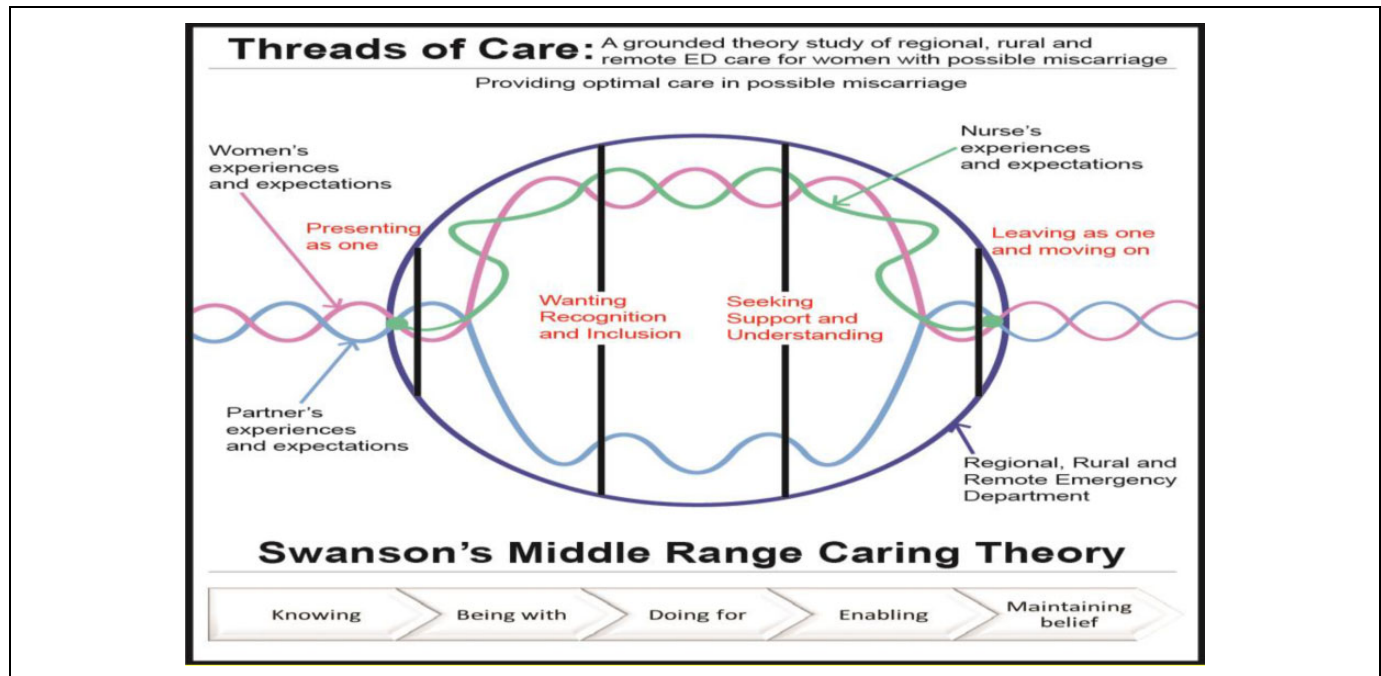 Threads of Care: A grounded theory study of regional, rural and
remote ED care for women with possible miscarriage
Providing optimal care in possible miscarriage
Women's
experiences
and expectations
Nurse's
experiences
and expectations
Presenting
as one
Leaving as one
and moving on
Wanting
Recognition
and Inclusion
Seeking
Support and
Understanding
Partner's
experiences
and expectations
Regional, Rural and
Remote Emergency
Department
Swanson's Middle Range Caring Theory
Knowing
Being with
Doing for
Enabling
Maintaining
belief